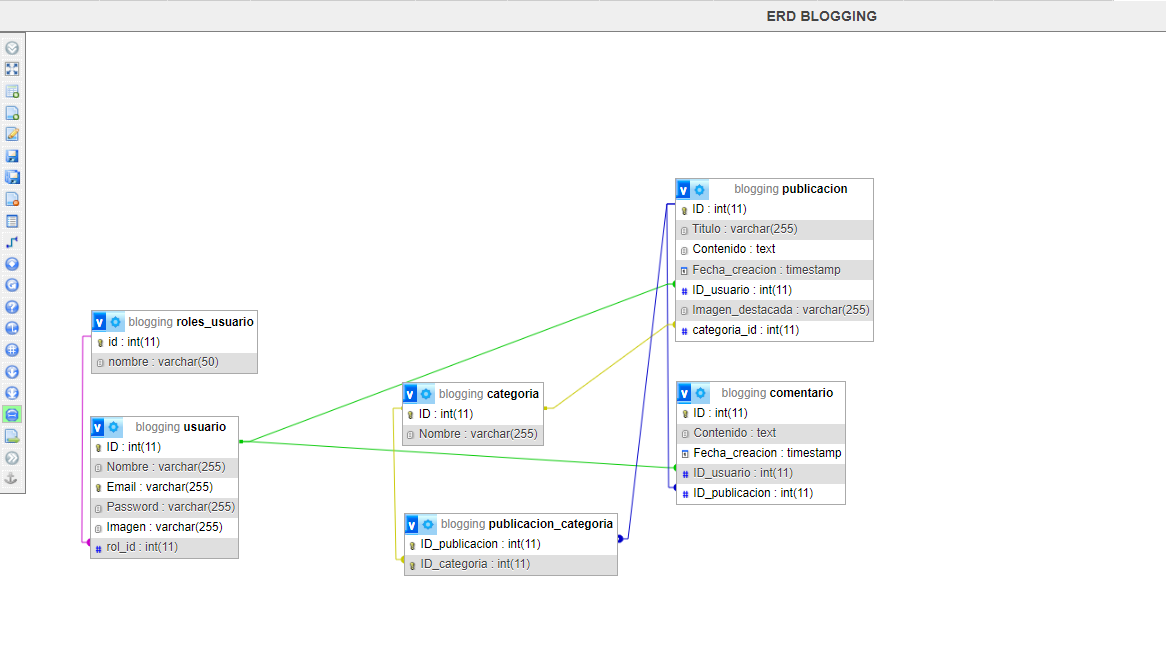 ERD BLOGGING
blogging publicacion
ID : int(11)
Titulo : varchar(255)
Contenido : text
Fecha_creacion : timestamp
ID_usuario : int(11)
Imagen_destacada : varchar(255)
categoria_id : int(11)
blogging roles_usuario
id : int(11)
nombre : varchar(50)
blogging categoria
ID : int(11)
Nombre : varchar(255)
blogging comentario
ID : int(11)
Contenido : text
Fecha_creacion : timestamp
ID_usuario : int(11)
ID_publicacion : int(11)
blogging usuario
ID : int(11)
Nombre : varchar(255)
Email : varchar(255)
Password : varchar(255)
Imagen : varchar(255)
rol_id : int(11)
blogging publicacion_categoria
ID_publicacion : int(11)
ID_categoria : int(11)